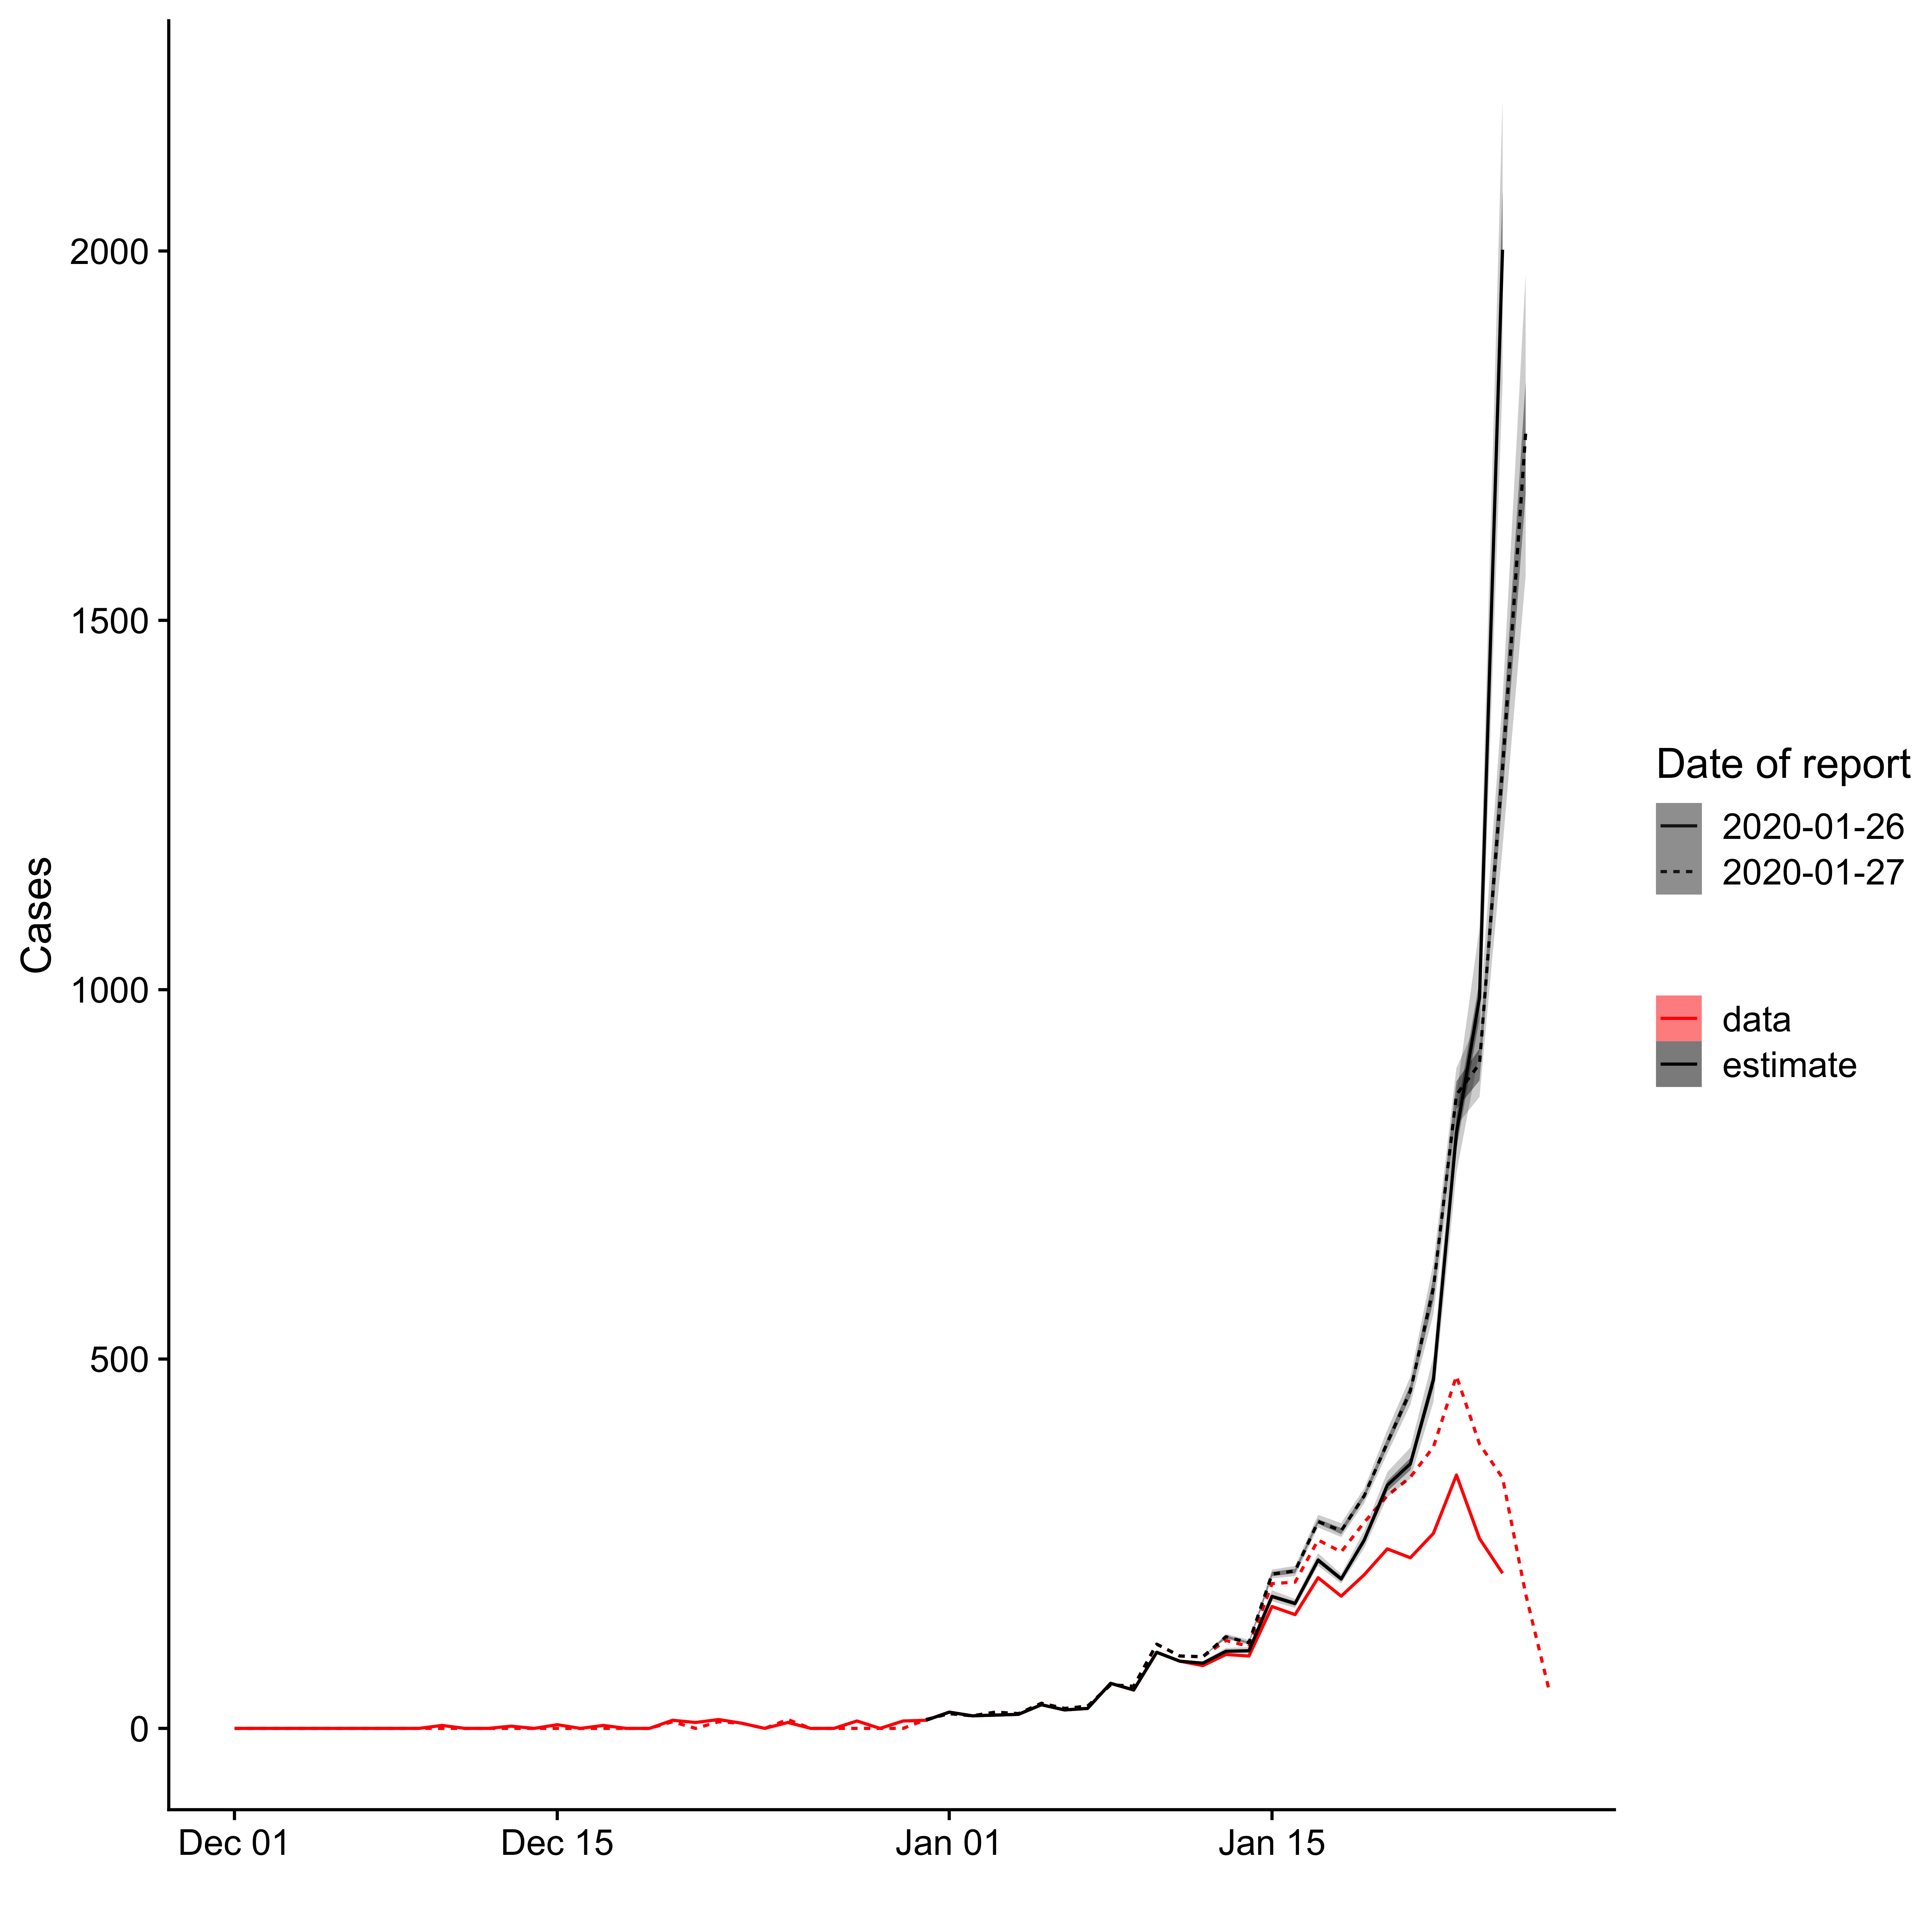 2000
1500
1000
500
0
Cases
Dec 01
Dec 15
Jan 01
Jan 15
Date of report
2020-01-26
2020-01-27
data
estimate